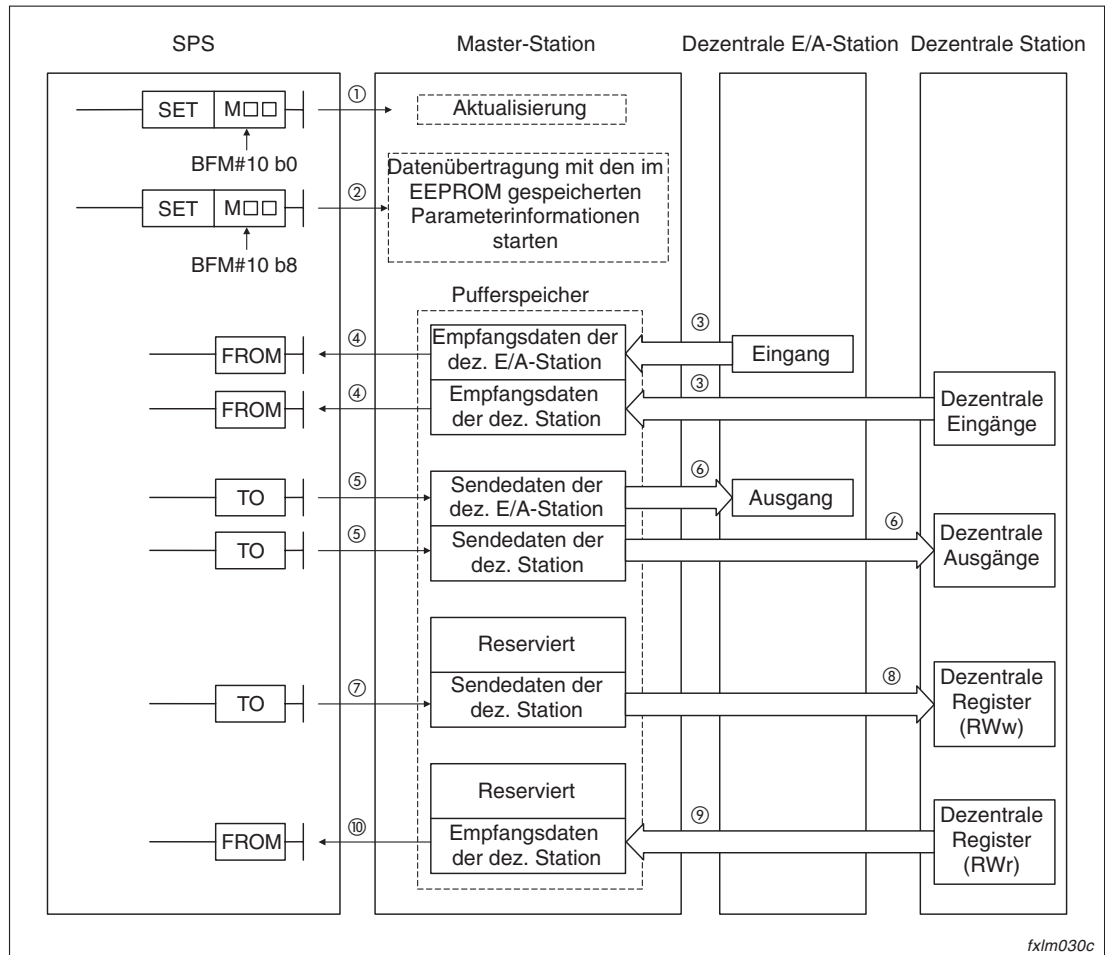 SPS
Master-Station
Dezentrale E/A-Station
Dezentrale Station
SET M□□
①
Aktualisierung
BFM#10 b0
SET M□□
②
Datenübertragung mit den im
EEPROM gespeicherten
Parameterinformationen
starten
BFM#10 b8
Pufferspeicher
FROM
④
Empfangsdaten der
dez. E/A-Station
③
Eingang
FROM
④
Empfangsdaten
der dez. Station
③
Dezentrale
Eingänge
TO
⑤
Sendedaten der
dez. E/A-Station
⑥
Ausgang
TO
⑤
Sendedaten der
dez. Station
⑥
Dezentrale
Ausgänge
Reserviert
TO
⑦
Sendedaten der
dez. Station
⑧
Dezentrale
Register
(RWw)
Reserviert
FROM
⑩
Empfangsdaten
der dez. Station
⑨
Dezentrale
Register
(RWr)
fxlm030c